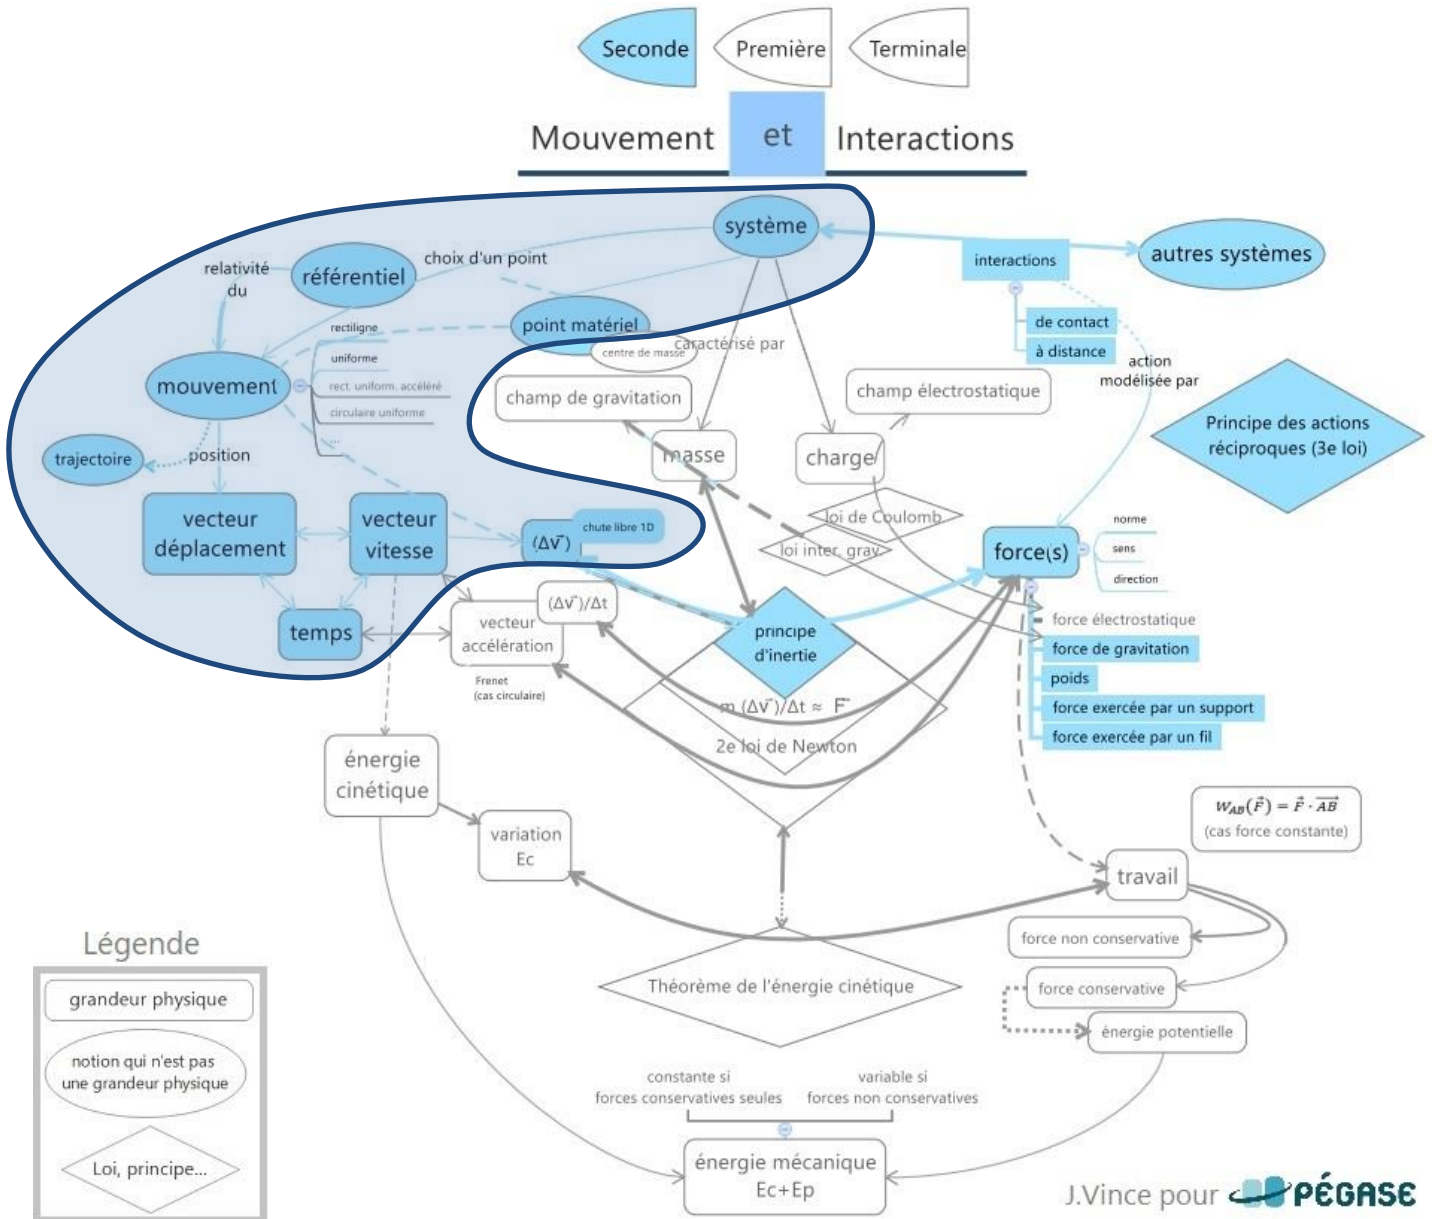 Seconde
Première
Terminale
Mouvement et Interactions
système
autres systèmes
interactions
de contact
à distance
action
modélisée par
choix d'un point
relativité
du
référentiel
point matériel
centre de masse
caractérisé par
rectiligne
uniforme
rect. uniform. accéléré
circulaire uniforme
....
mouvement
trajectoire
position
champ de gravitation
champ électrostatique
masse
charge
Principe des actions
réciproques (3e loi)
vecteur
déplacement
vecteur
vitesse
(Δv⃗)
chute libre 1D
loi de Coulomb
loi inter. grav.
force(s)
norme
sens
direction
temps
vecteur
accélération
(Δv⃗)/Δt
Frenet
(cas circulaire)
principe
d'inertie
m (Δv⃗)/Δt ≈ F⃗
2e loi de Newton
force électrostatique
force de gravitation
poids
force exercée par un support
force exercée par un fil
énergie
cinétique
variation
Ec
W_AB(F⃗) = F⃗ · AB⃗
(cas force constante)
travail
force non conservative
force conservative
énergie potentielle
Théorème de l'énergie cinétique
constante si
forces conservatives seules
variable si
forces non conservatives
énergie mécanique
Ec+Ep
Légende
grandeur physique
notion qui n'est pas
une grandeur physique
Loi, principe...
J.Vince pour PÉGASE